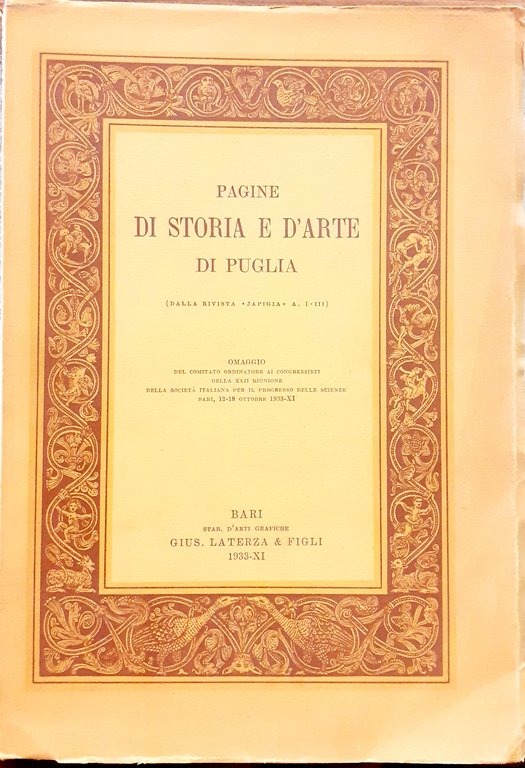 PAGINE
DI STORIA E D'ARTE
DI PUGLIA
(DALLA RIVISTA «JAPIGIA» A. I-III)
OMAGGIO
DEL COMITATO ORDINATORE AI CONGRESSISTI
DELLA XXII RIUNIONE
DELLA SOCIETÀ ITALIANA PER IL PROGRESSO DELLE SCIENZE
BARI, 12-18 OTTOBRE 1933-XI
BARI
STAB. D'ARTI GRAFICHE
GIUS. LATERZA & FIGLI
1933-XI